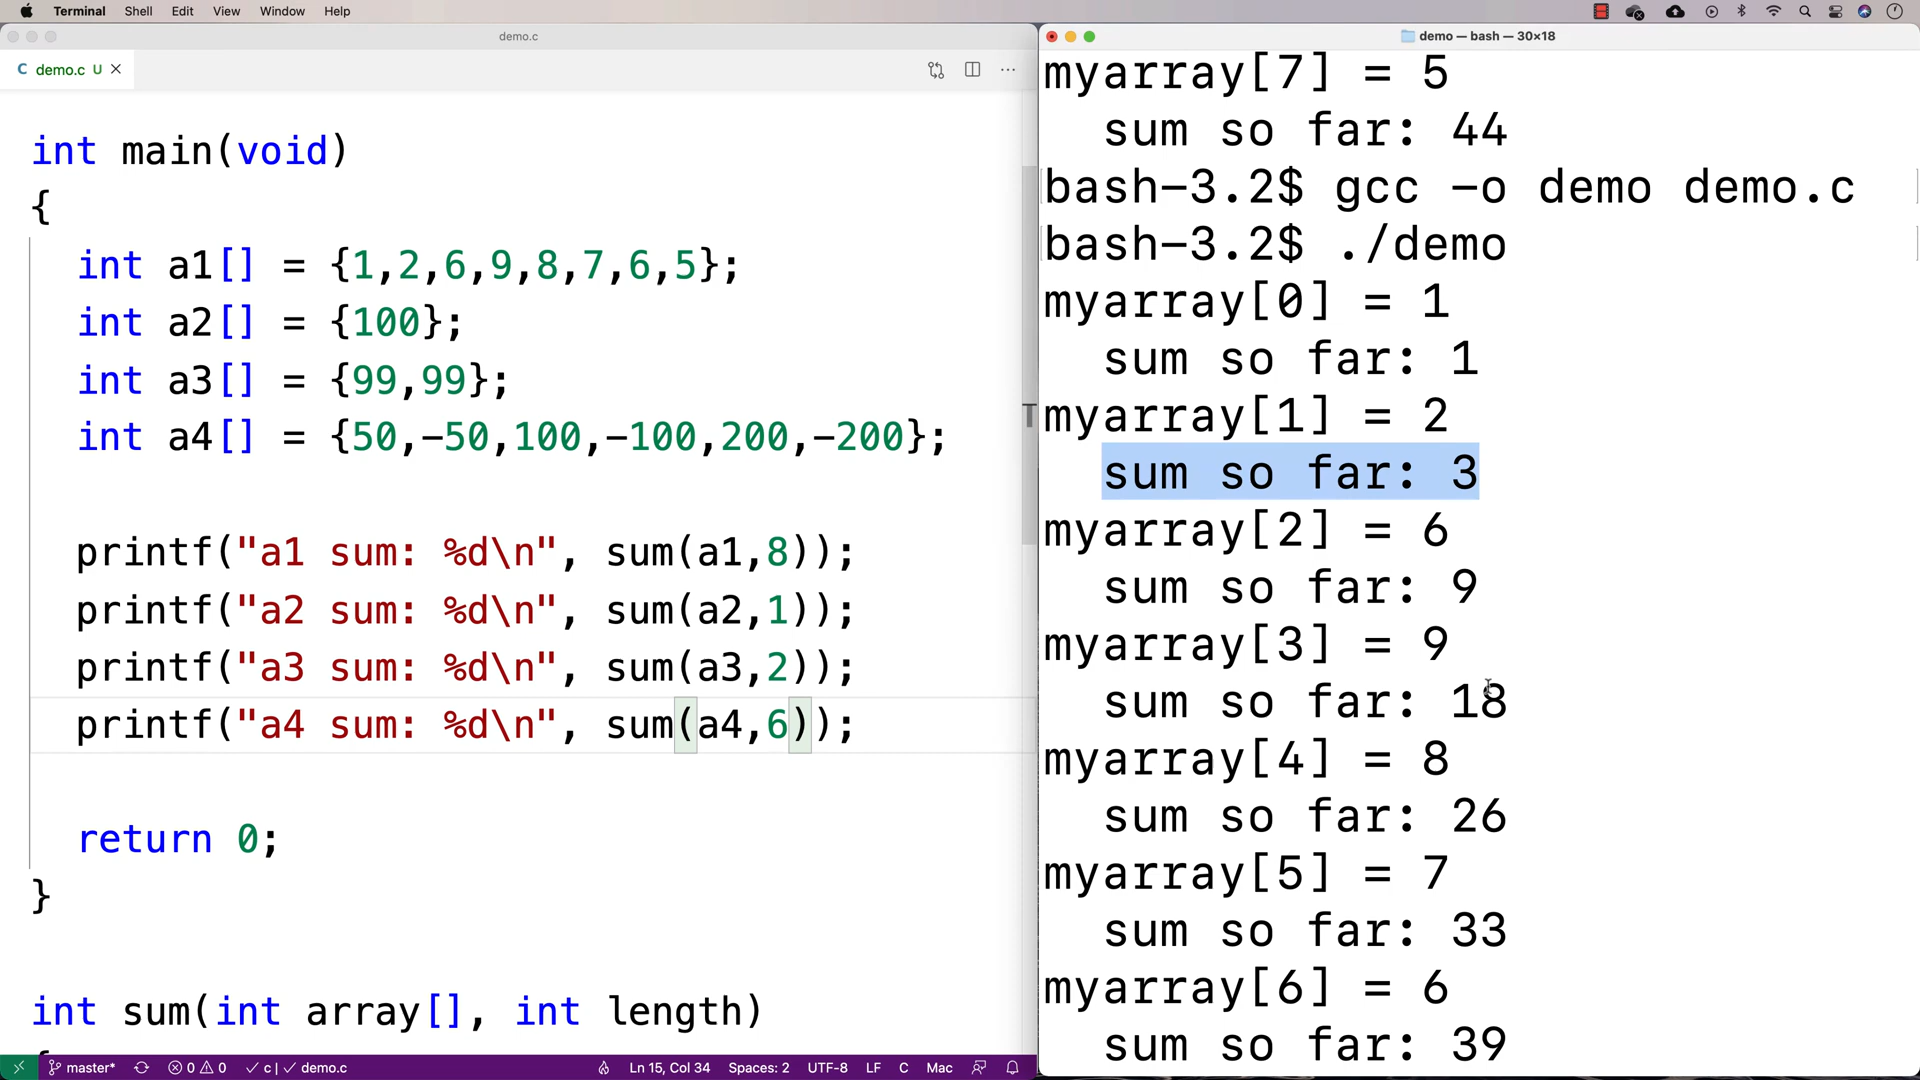 Terminal Shell Edit View Window Help
demo.c
demo — bash — 30×18
C demo.c U
int main(void)
{
int a1[] = {1,2,6,9,8,7,6,5};
int a2[] = {100};
int a3[] = {99,99};
int a4[] = {50,-50,100,-100,200,-200};
printf("a1 sum: %d\n", sum(a1,8));
printf("a2 sum: %d\n", sum(a2,1));
printf("a3 sum: %d\n", sum(a3,2));
printf("a4 sum: %d\n", sum(a4,6));
return 0;
}
int sum(int array[], int length)
{
master* 0 0 c | demo.c Ln 15, Col 34 Spaces: 2 UTF-8 LF C Mac
myarray[7] = 5
sum so far: 44
bash-3.2$ gcc -o demo demo.c
bash-3.2$ ./demo
myarray[0] = 1
sum so far: 1
myarray[1] = 2
sum so far: 3
myarray[2] = 6
sum so far: 9
myarray[3] = 9
sum so far: 18
myarray[4] = 8
sum so far: 26
myarray[5] = 7
sum so far: 33
myarray[6] = 6
sum so far: 39